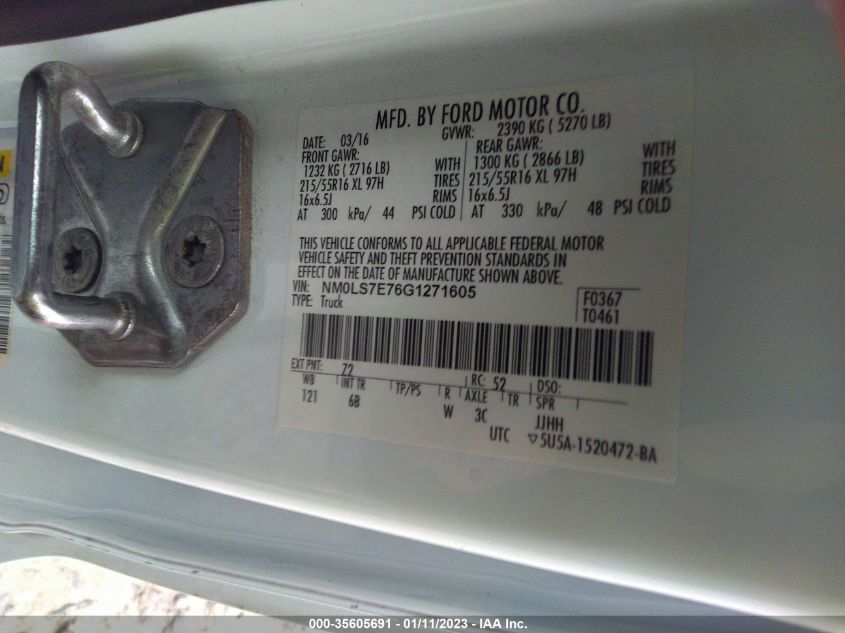 MFD. BY FORD MOTOR CO.
DATE: 03/16 GVWR: 2390 KG ( 5270 LB)
FRONT GAWR: REAR GAWR:
1232 KG ( 2716 LB) WITH 1300 KG ( 2866 LB) WITH
215/55R16 XL 97H TIRES 215/55R16 XL 97H TIRES
16x6.5J RIMS 16x6.5J RIMS
AT 300 kPa/ 44 PSI COLD AT 330 kPa/ 48 PSI COLD
THIS VEHICLE CONFORMS TO ALL APPLICABLE FEDERAL MOTOR
VEHICLE SAFETY AND THEFT PREVENTION STANDARDS IN
EFFECT ON THE DATE OF MANUFACTURE SHOWN ABOVE.
VIN: NM0LS7E76G1271605 F0367
TYPE: Truck T0461
EXT PNT: Z2 RC: 52 DSO:
WB INT TR TP/PS R AXLE TR SPR
121 6B W 3C JJHH
UTC ▽5U5A-1520472-BA
000-35605691 - 01/11/2023 - IAAI Inc.